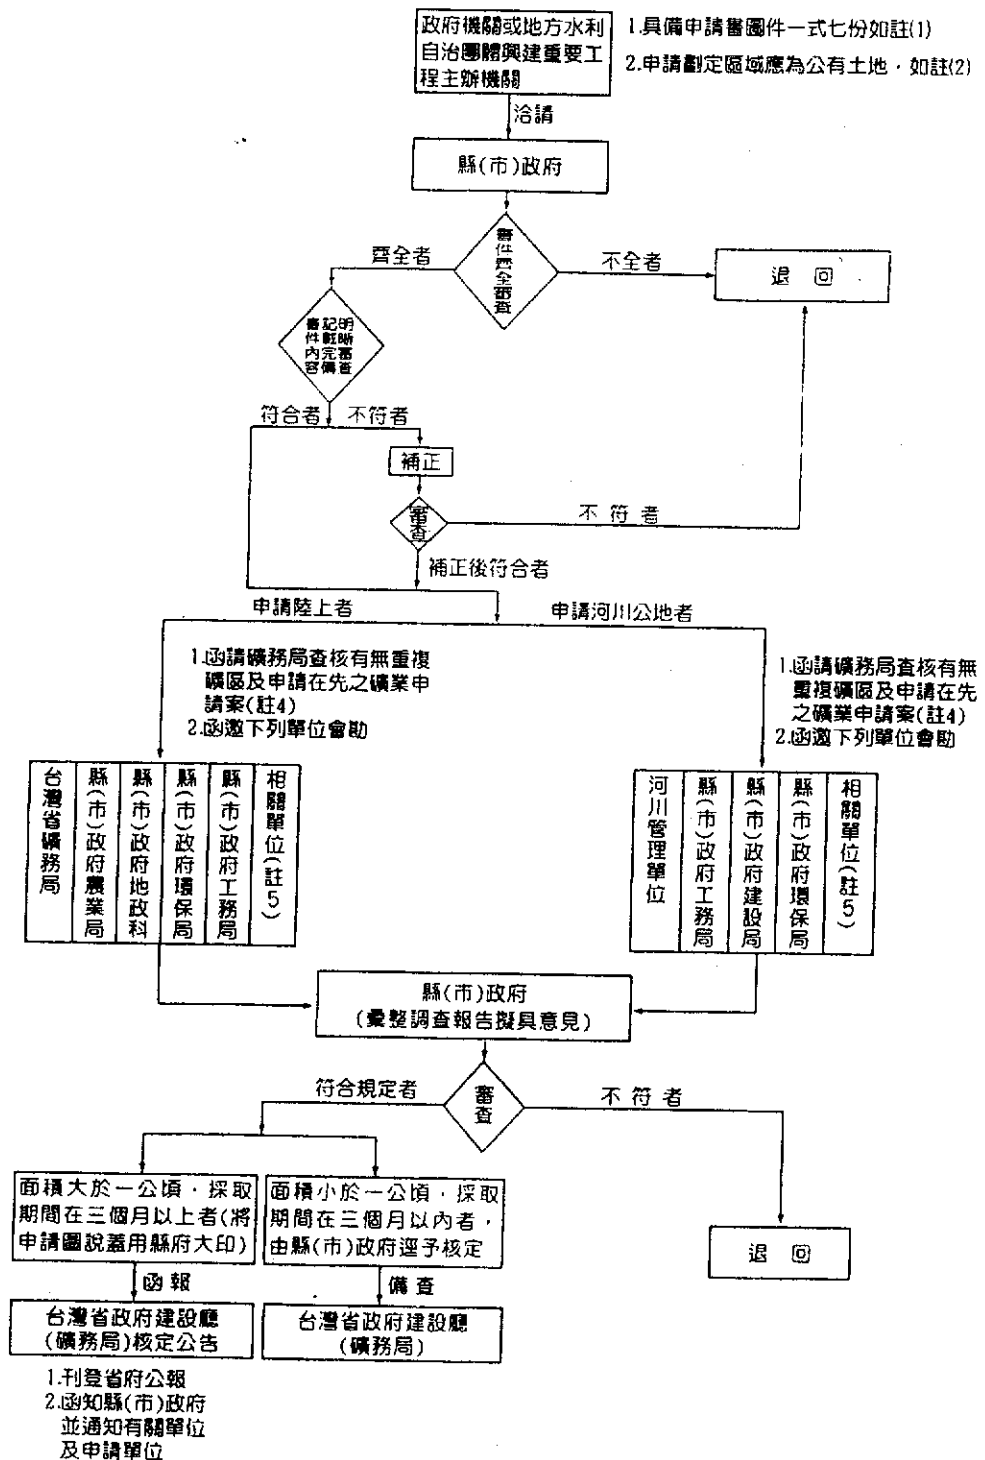 政府機關或地方水利
自治團體興建重要工
程主辦機關
1.具備申請書圖件一式七份如註(1)
2.申請劃定區域應為公有土地，如註(2)
洽請
縣(市)政府
書件齊全審查
齊全者
不全者
退回
書件內容
記載完備
明晰審查
符合者
不符者
補正
審查
不符者
補正後符合者
申請陸上者
申請河川公地者
1.函請礦務局查核有無重複
礦區及申請在先之礦業申
請案(註4)
2.函邀下列單位會勘
1.函請礦務局查核有無
重複礦區及申請在先
之礦業申請案(註4)
2.函邀下列單位會勘
台灣省礦務局
縣(市)政府農業局
縣(市)政府地政科
縣(市)政府環保局
縣(市)政府工務局
相關單位(註5)
河川管理單位
縣(市)政府工務局
縣(市)政府建設局
縣(市)政府環保局
相關單位(註5)
縣(市)政府
(彙整調查報告擬具意見)
審查
符合規定者
不符者
面積大於一公頃，採取
期間在三個月以上者(將
申請圖說蓋用縣府大印)
面積小於一公頃，採取
期間在三個月以內者，
由縣(市)政府逕予核定
退回
函報
備查
台灣省政府建設廳
(礦務局)核定公告
台灣省政府建設廳
(礦務局)
1.刊登省府公報
2.函知縣(市)政府
並通知有關單位
及申請單位